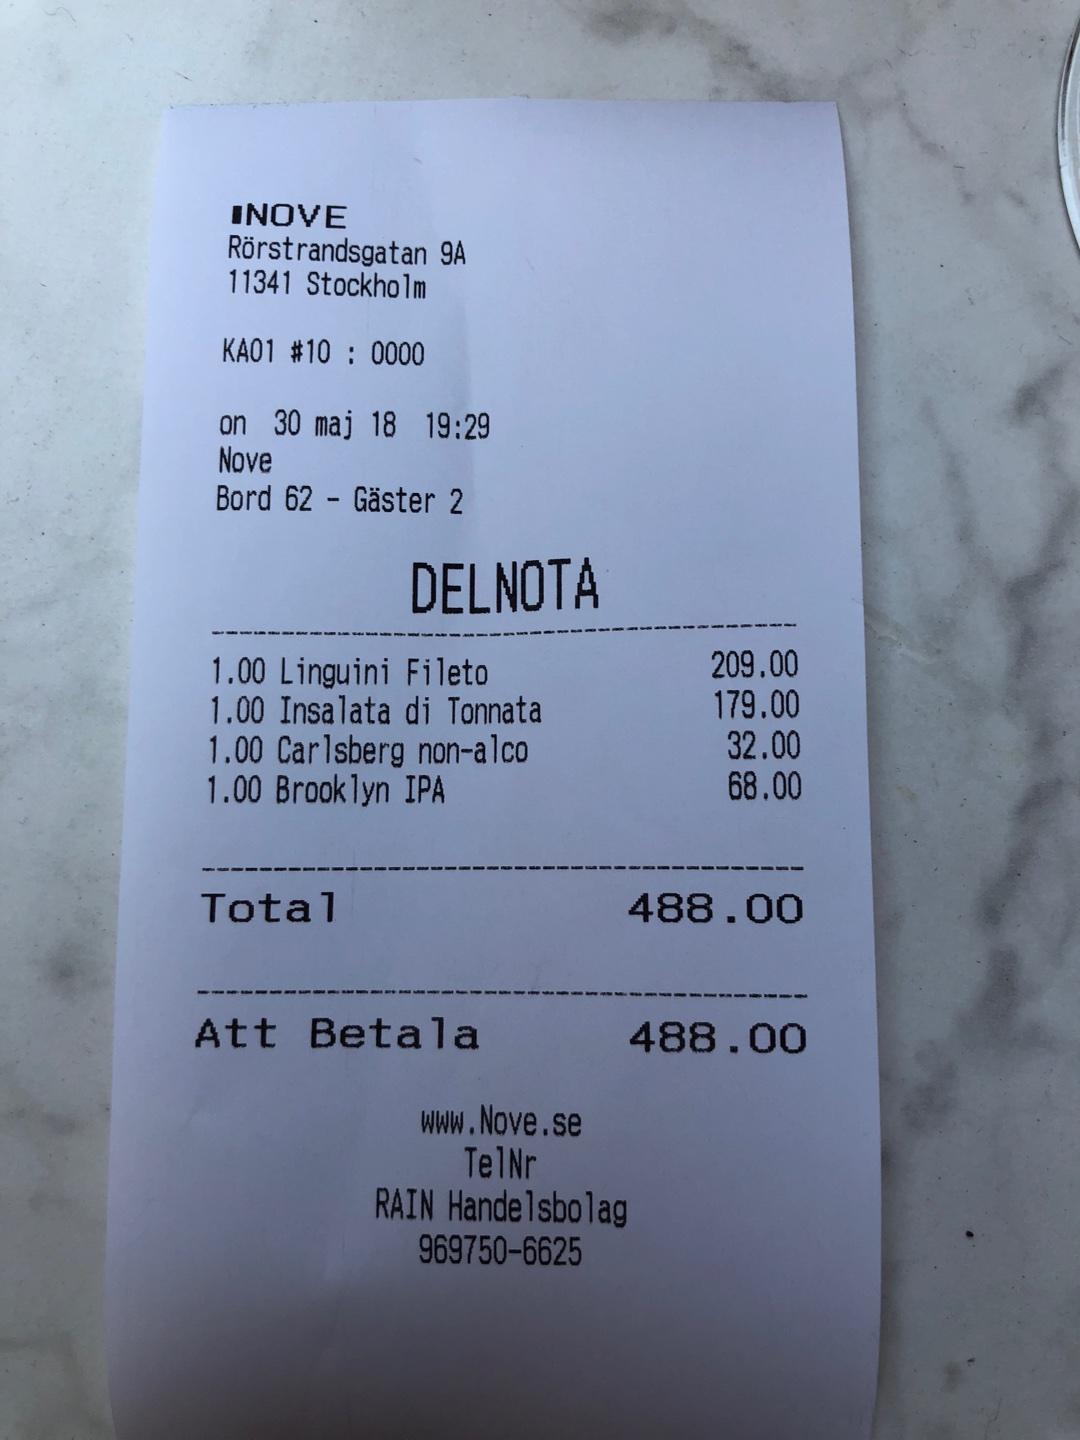 NOVE
Rörstrandsgatan 9A
11341 Stockholm
KA01 #10 : 0000
on 30 maj 18 19:29
Nove
Bord 62 - Gäster 2
DELNOTA
1.00 Linguini Fileto 209.00
1.00 Insalata di Tonnata 179.00
1.00 Carlsberg non-alco 32.00
1.00 Brooklyn IPA 68.00
Total 488.00
Att Betala 488.00
www.Nove.se
TelNr
RAIN Handelsbolag
969750-6625